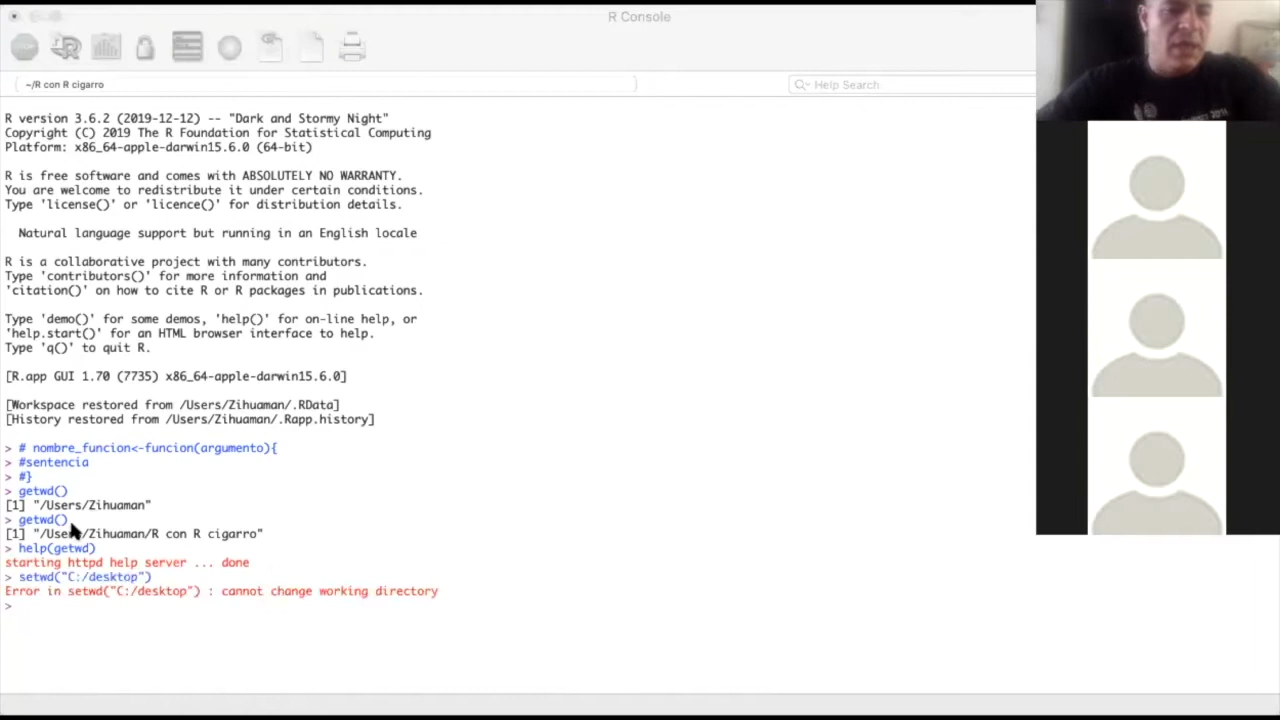 R Console
~/R con R cigarro
Help Search
R version 3.6.2 (2019-12-12) -- "Dark and Stormy Night"
Copyright (C) 2019 The R Foundation for Statistical Computing
Platform: x86_64-apple-darwin15.6.0 (64-bit)
R is free software and comes with ABSOLUTELY NO WARRANTY.
You are welcome to redistribute it under certain conditions.
Type 'license()' or 'licence()' for distribution details.
Natural language support but running in an English locale
R is a collaborative project with many contributors.
Type 'contributors()' for more information and
'citation()' on how to cite R or R packages in publications.
Type 'demo()' for some demos, 'help()' for on-line help, or
'help.start()' for an HTML browser interface to help.
Type 'q()' to quit R.
[R.app GUI 1.70 (7735) x86_64-apple-darwin15.6.0]
[Workspace restored from /Users/Zihuaman/.RData]
[History restored from /Users/Zihuaman/.Rapp.history]
> # nombre_funcion<-funcion(argumento){
> #sentencia
> #}
> getwd()
[1] "/Users/Zihuaman"
> getwd()
[1] "/Users/Zihuaman/R con R cigarro"
> help(getwd)
starting httpd help server ... done
> setwd("C:/desktop")
Error in setwd("C:/desktop") : cannot change working directory
>